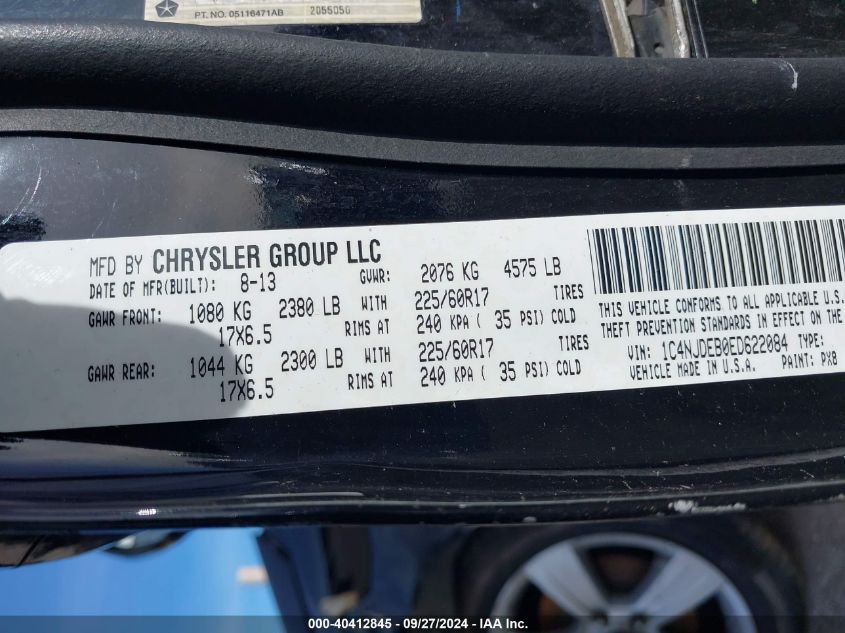 PT. NO. 05116471AB 2055050
MFD BY CHRYSLER GROUP LLC
DATE OF MFR(BUILT): 8-13 GVWR: 2076 KG 4575 LB
GAWR FRONT: 1080 KG 2380 LB WITH 225/60R17 TIRES
17X6.5 RIMS AT 240 KPA ( 35 PSI) COLD
GAWR REAR: 1044 KG 2300 LB WITH 225/60R17 TIRES
17X6.5 RIMS AT 240 KPA ( 35 PSI) COLD
THIS VEHICLE CONFORMS TO ALL APPLICABLE U.S.
THEFT PREVENTION STANDARDS IN EFFECT ON THE
VIN: 1C4NJDEB0ED622084 TYPE:
VEHICLE MADE IN U.S.A. PAINT: PX8
000-40412845 - 09/27/2024 - IAA Inc.